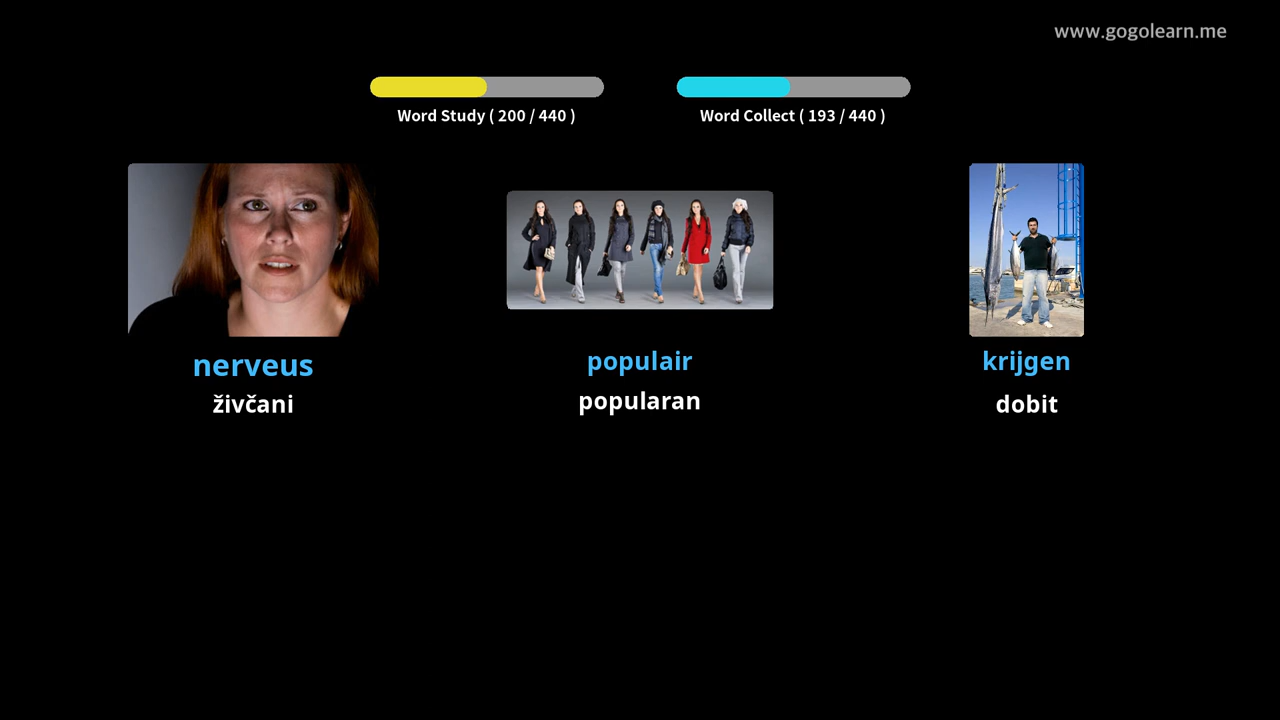 www.gogolearn.me
Word Study ( 200 / 440 )
Word Collect ( 193 / 440 )
nerveus
populair
krijgen
živčani
popularan
dobit